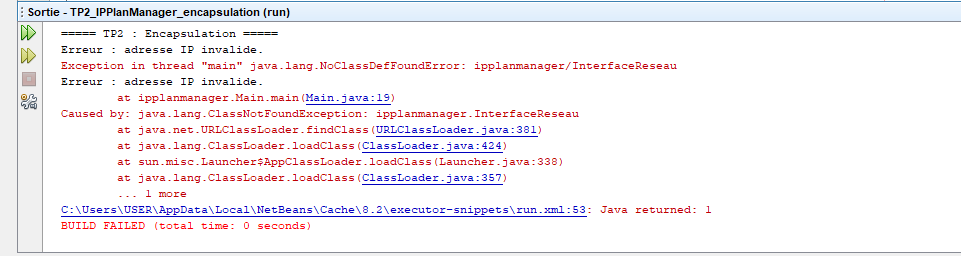 Sortie - TP2_IPPlanManager_encapsulation (run)
===== TP2 : Encapsulation =====
Erreur : adresse IP invalide.
Exception in thread "main" java.lang.NoClassDefFoundError: ipplanmanager/InterfaceReseau
Erreur : adresse IP invalide.
at ipplanmanager.Main.main(Main.java:19)
Caused by: java.lang.ClassNotFoundException: ipplanmanager.InterfaceReseau
at java.net.URLClassLoader.findClass(URLClassLoader.java:381)
at java.lang.ClassLoader.loadClass(ClassLoader.java:424)
at sun.misc.Launcher$AppClassLoader.loadClass(Launcher.java:338)
at java.lang.ClassLoader.loadClass(ClassLoader.java:357)
... 1 more
C:\Users\USER\AppData\Local\NetBeans\Cache\8.2\executor-snippets\run.xml:53: Java returned: 1
BUILD FAILED (total time: 0 seconds)